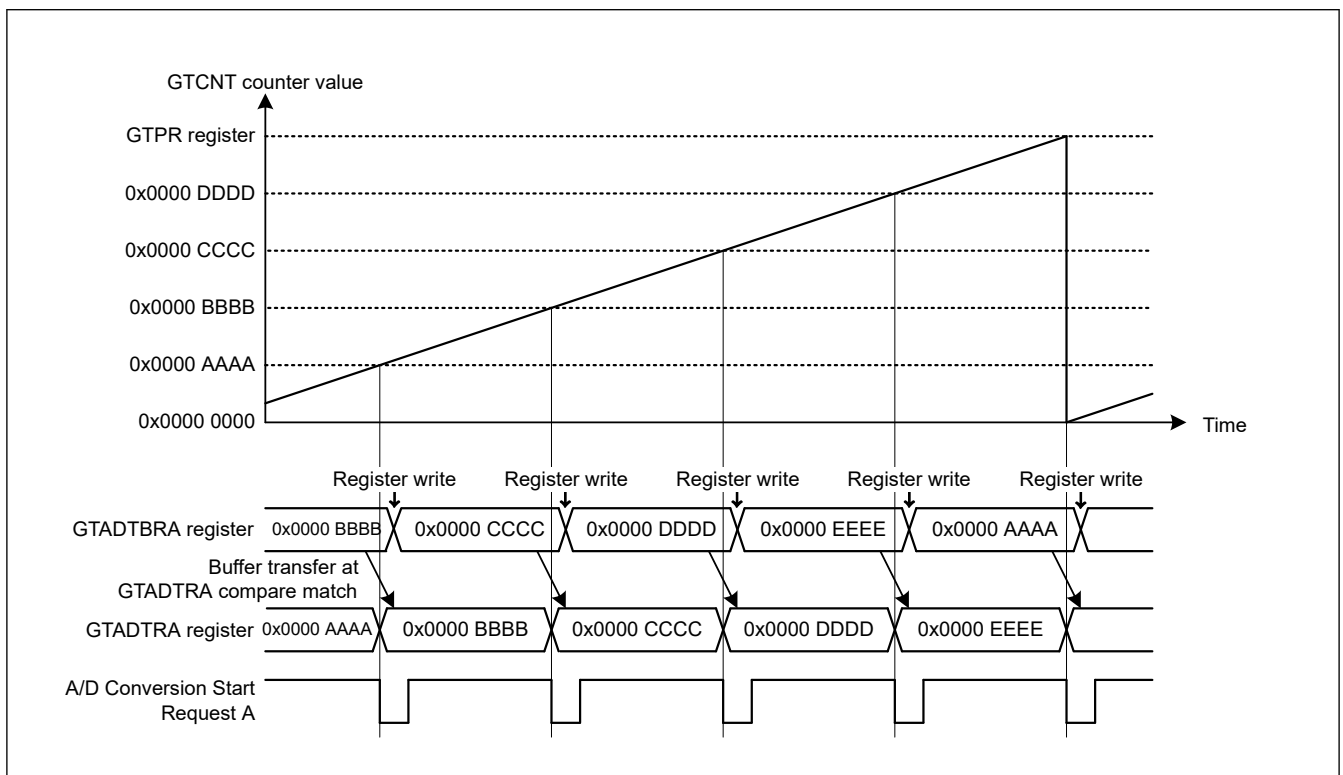 GTCNT counter value
GTPR register
0x0000 DDDD
0x0000 CCCC
0x0000 BBBB
0x0000 AAAA
0x0000 0000
Time
Register write Register write Register write Register write Register write
GTADTBRA register 0x0000 BBBB 0x0000 CCCC 0x0000 DDDD 0x0000 EEEE 0x0000 AAAA
Buffer transfer at
GTADTRA compare match
GTADTRA register 0x0000 AAAA 0x0000 BBBB 0x0000 CCCC 0x0000 DDDD 0x0000 EEEE
A/D Conversion Start
Request A